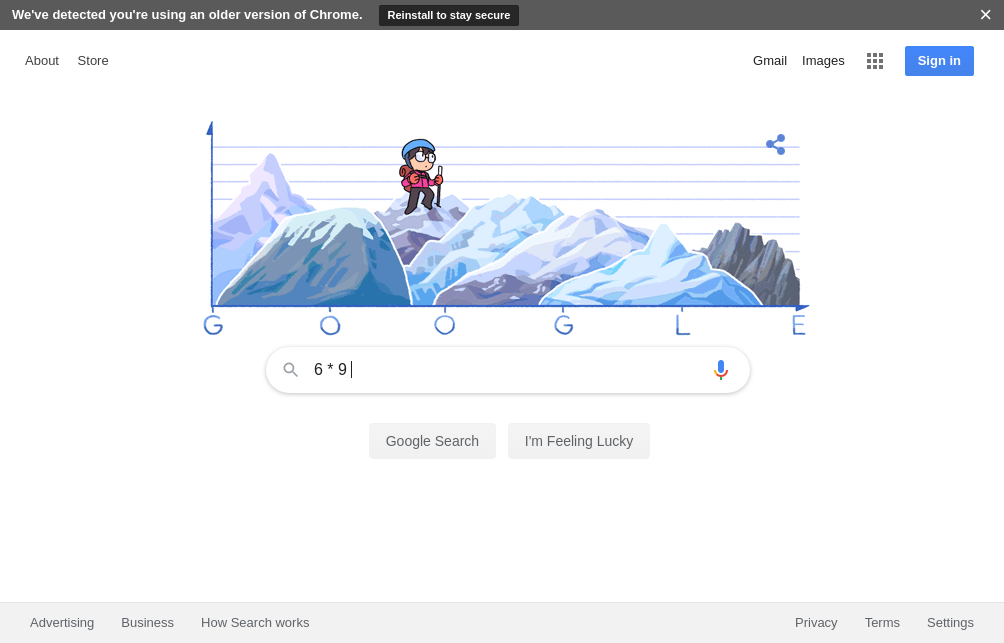 We've detected you're using an older version of Chrome. Reinstall to stay secure
About Store Gmail Images Sign in
G O O G L E
6 * 9
Google Search I'm Feeling Lucky
Advertising Business How Search works Privacy Terms Settings